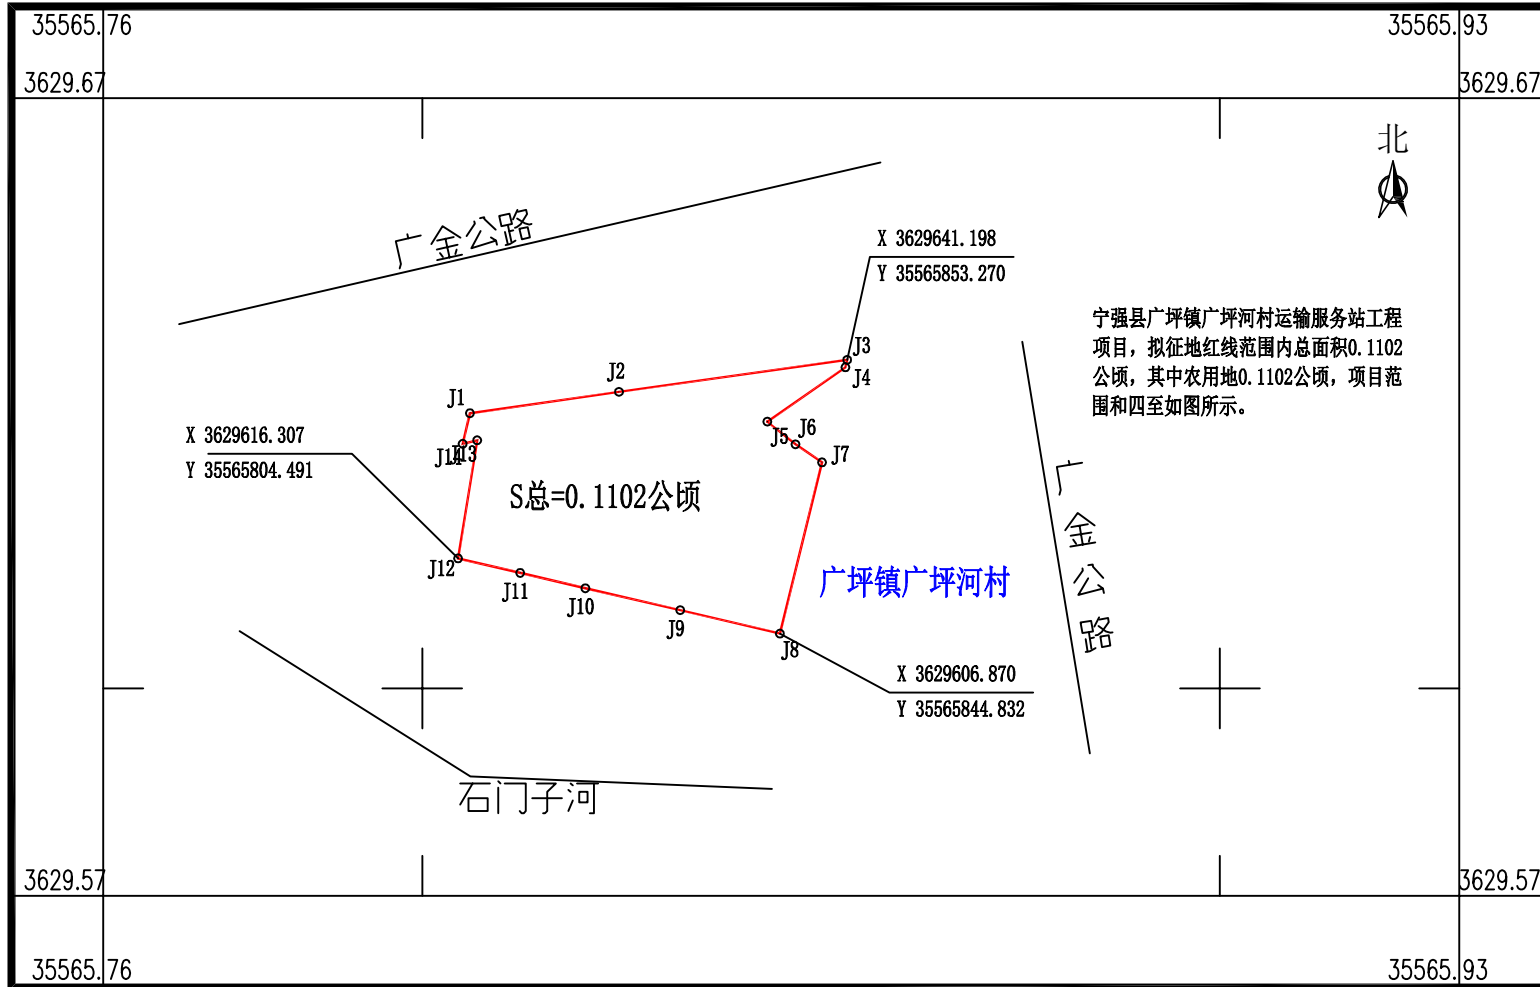 35565.76
35565.93
3629.67
3629.67
北
广金公路
X 3629641.198
Y 35565853.270
宁强县广坪镇广坪河村运输服务站工程
项目，拟征地红线范围内总面积0.1102
公顷，其中农用地0.1102公顷，项目范
围和四至如图所示。
J3
J4
J2
J1
J5
J6
J7
J14
J13
X 3629616.307
Y 35565804.491
S总=0.1102公顷
广金公路
J12
J11
J10
J9
J8
广坪镇广坪河村
X 3629606.870
Y 35565844.832
石门子河
3629.57
3629.57
35565.76
35565.93